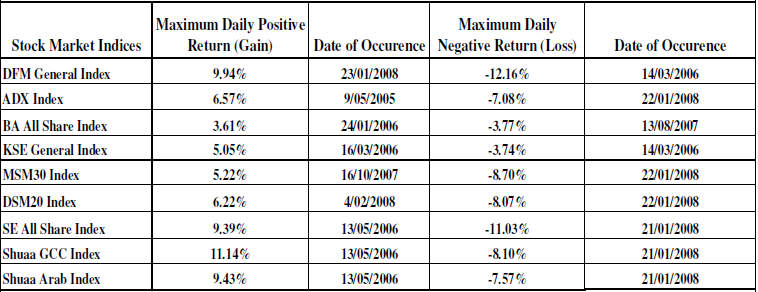 Stock Market Indices Maximum Daily Positive Return (Gain) Date of Occurence Maximum Daily Negative Return (Loss) Date of Occurence
DFM General Index 9.94% 23/01/2008 -12.16% 14/03/2006
ADX Index 6.57% 9/05/2005 -7.08% 22/01/2008
BA All Share Index 3.61% 24/01/2006 -3.77% 13/08/2007
KSE General Index 5.05% 16/03/2006 -3.74% 14/03/2006
MSM30 Index 5.22% 16/10/2007 -8.70% 22/01/2008
DSM20 Index 6.22% 4/02/2008 -8.07% 22/01/2008
SE All Share Index 9.39% 13/05/2006 -11.03% 21/01/2008
Shuaa GCC Index 11.14% 13/05/2006 -8.10% 21/01/2008
Shuaa Arab Index 9.43% 13/05/2006 -7.57% 21/01/2008